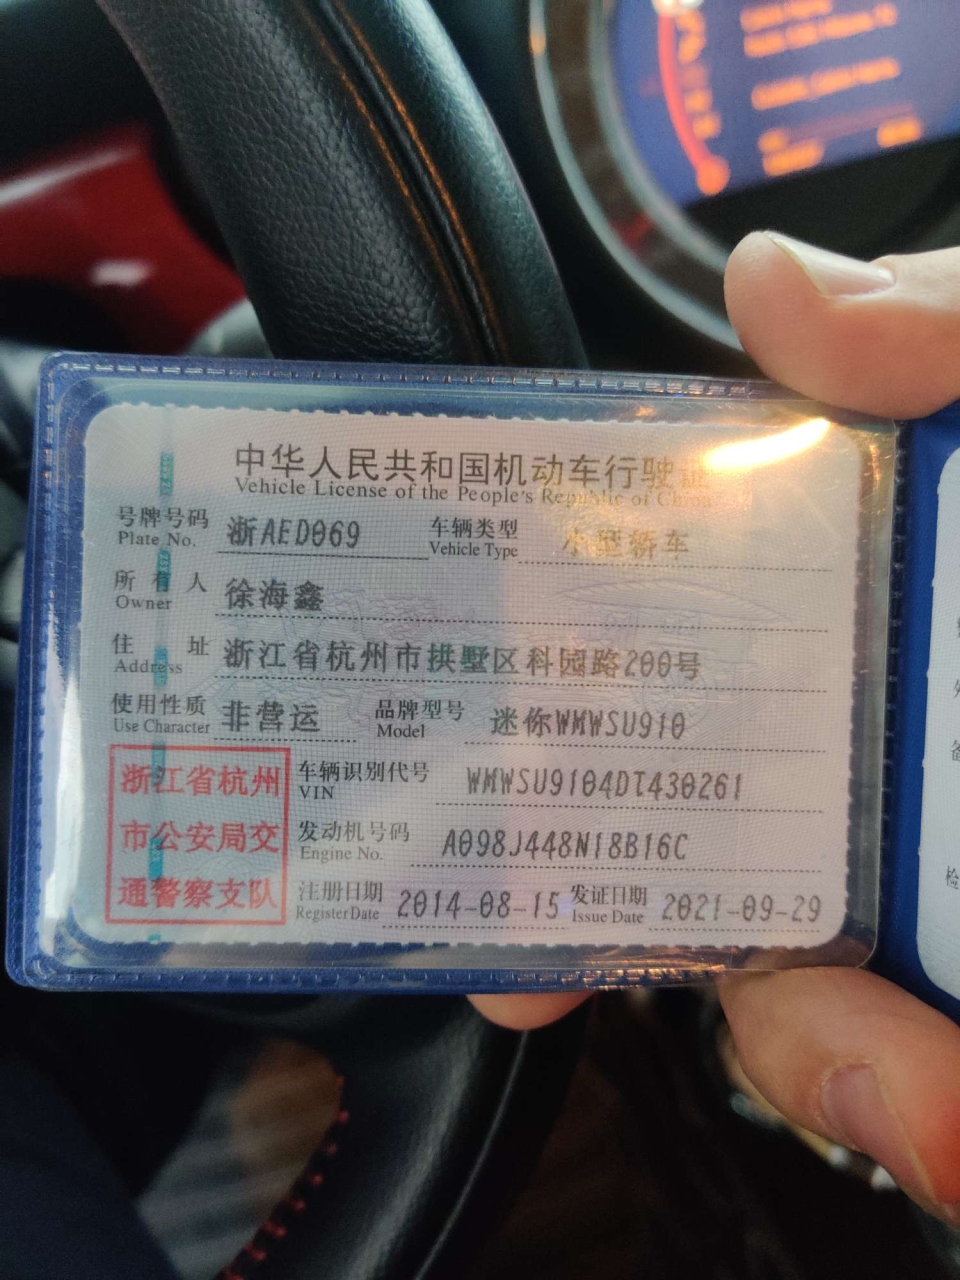 中华人民共和国机动车行驶证
Vehicle License of the People's Republic of China
号牌号码 浙AED069 车辆类型 小型轿车
Plate No. Vehicle Type
所有人 徐海鑫
Owner
住址 浙江省杭州市拱墅区科园路200号
Address
使用性质 非营运 品牌型号 迷你WMWSU910
Use Character Model
浙江省杭州
市公安局交
通警察支队
车辆识别代号 WMWSU9104DT430261
VIN
发动机号码 A098J448N18B16C
Engine No.
注册日期 2014-08-15 发证日期 2021-09-29
Register Date Issue Date